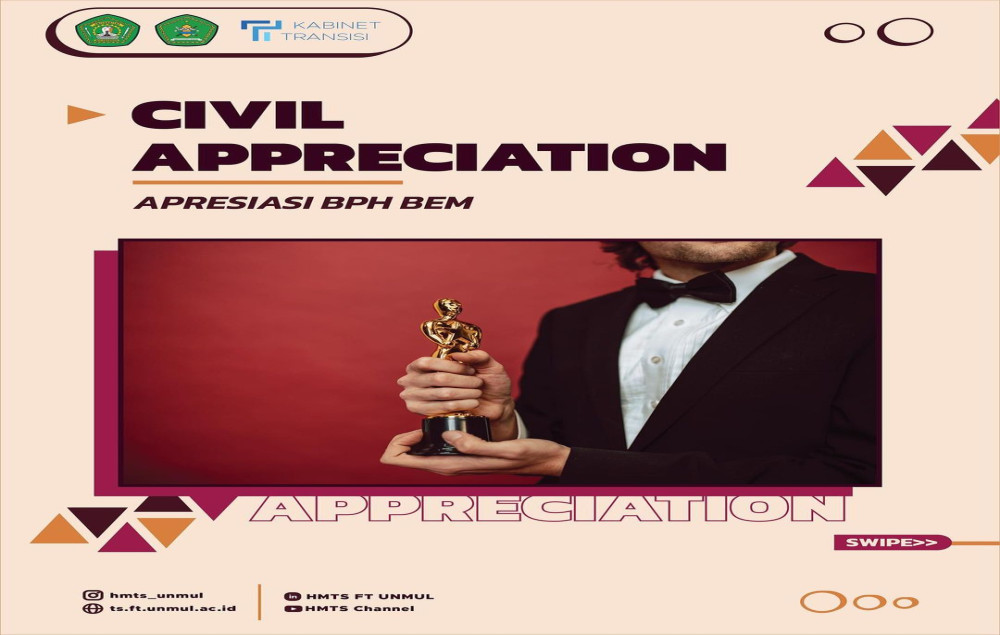 KABINET
TRANSISI
CIVIL
APPRECIATION
APRESIASI BPH BEM
APPRECIATION
SWIPE>>
hmts_unmul
ts.ft.unmul.ac.id
HMTS FT UNMUL
HMTS Channel